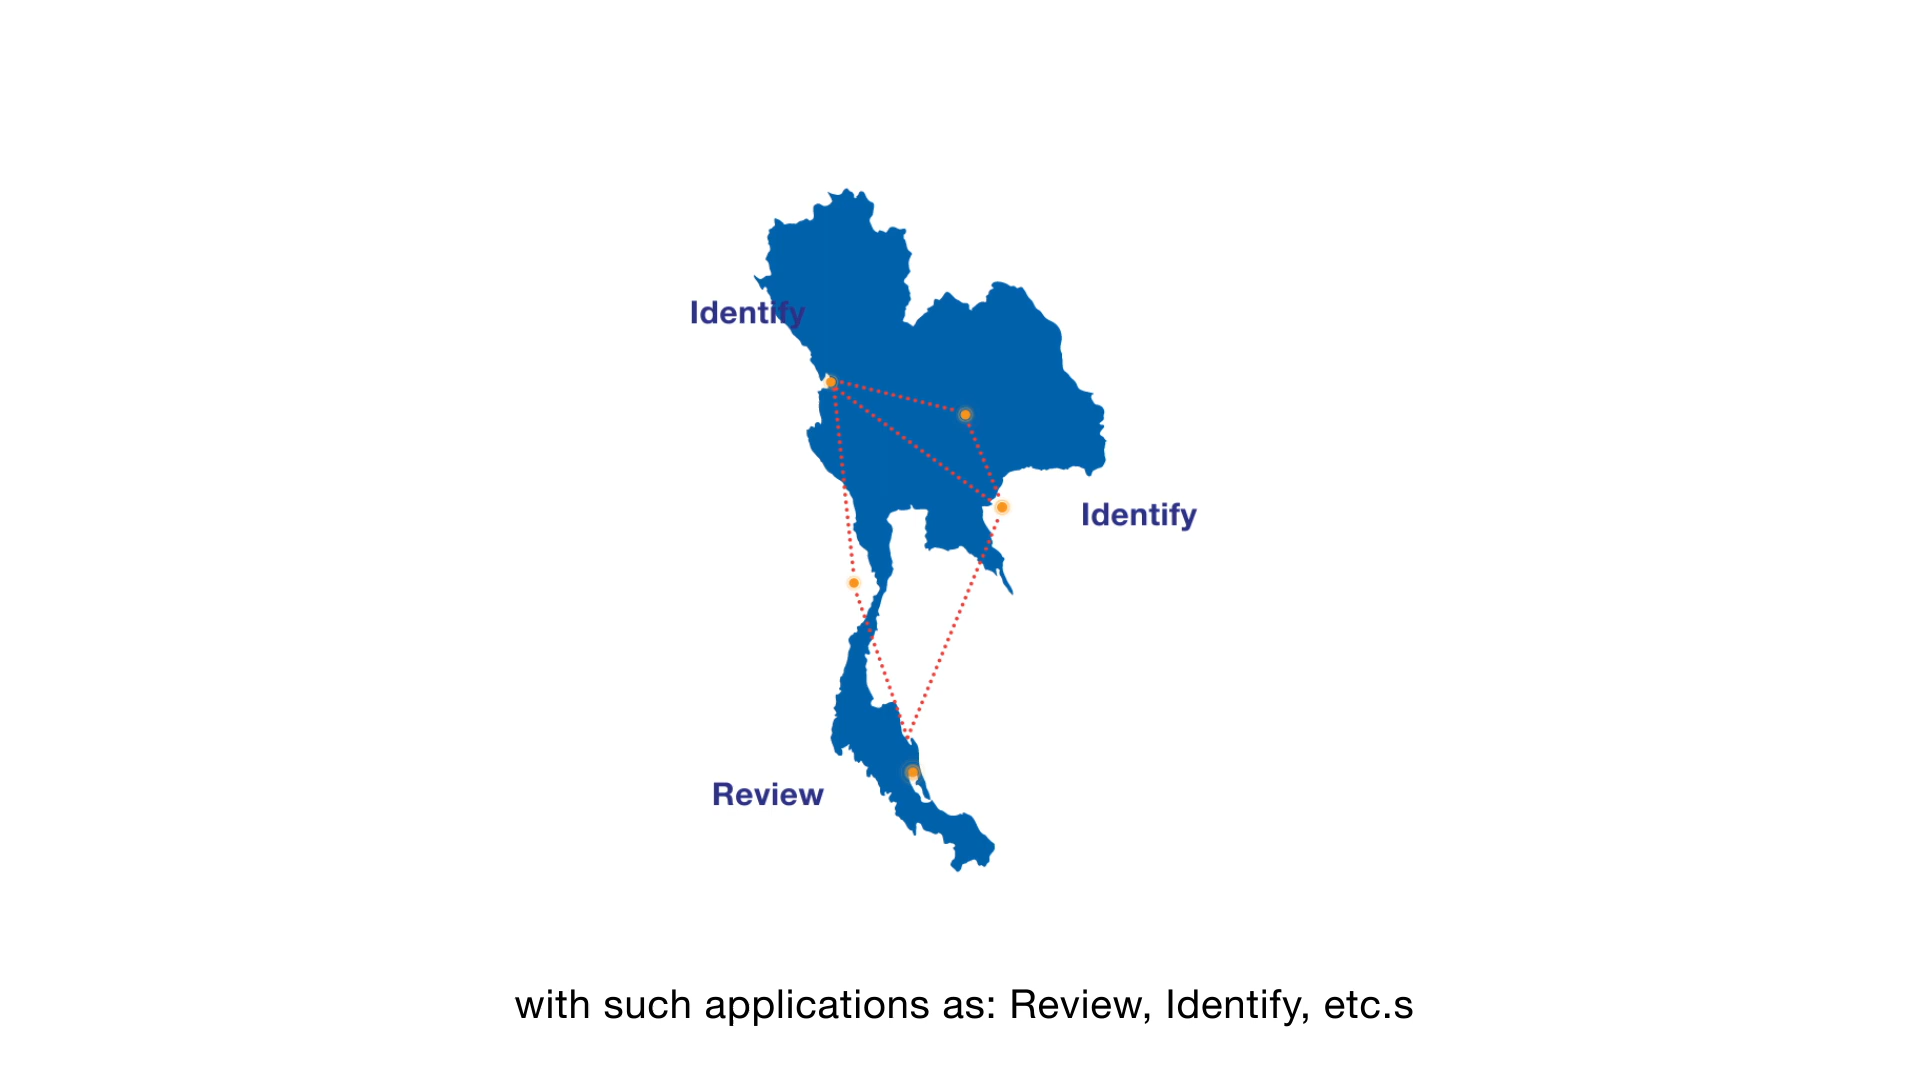 Identify
Identify
Review
with such applications as: Review, Identify, etc.s